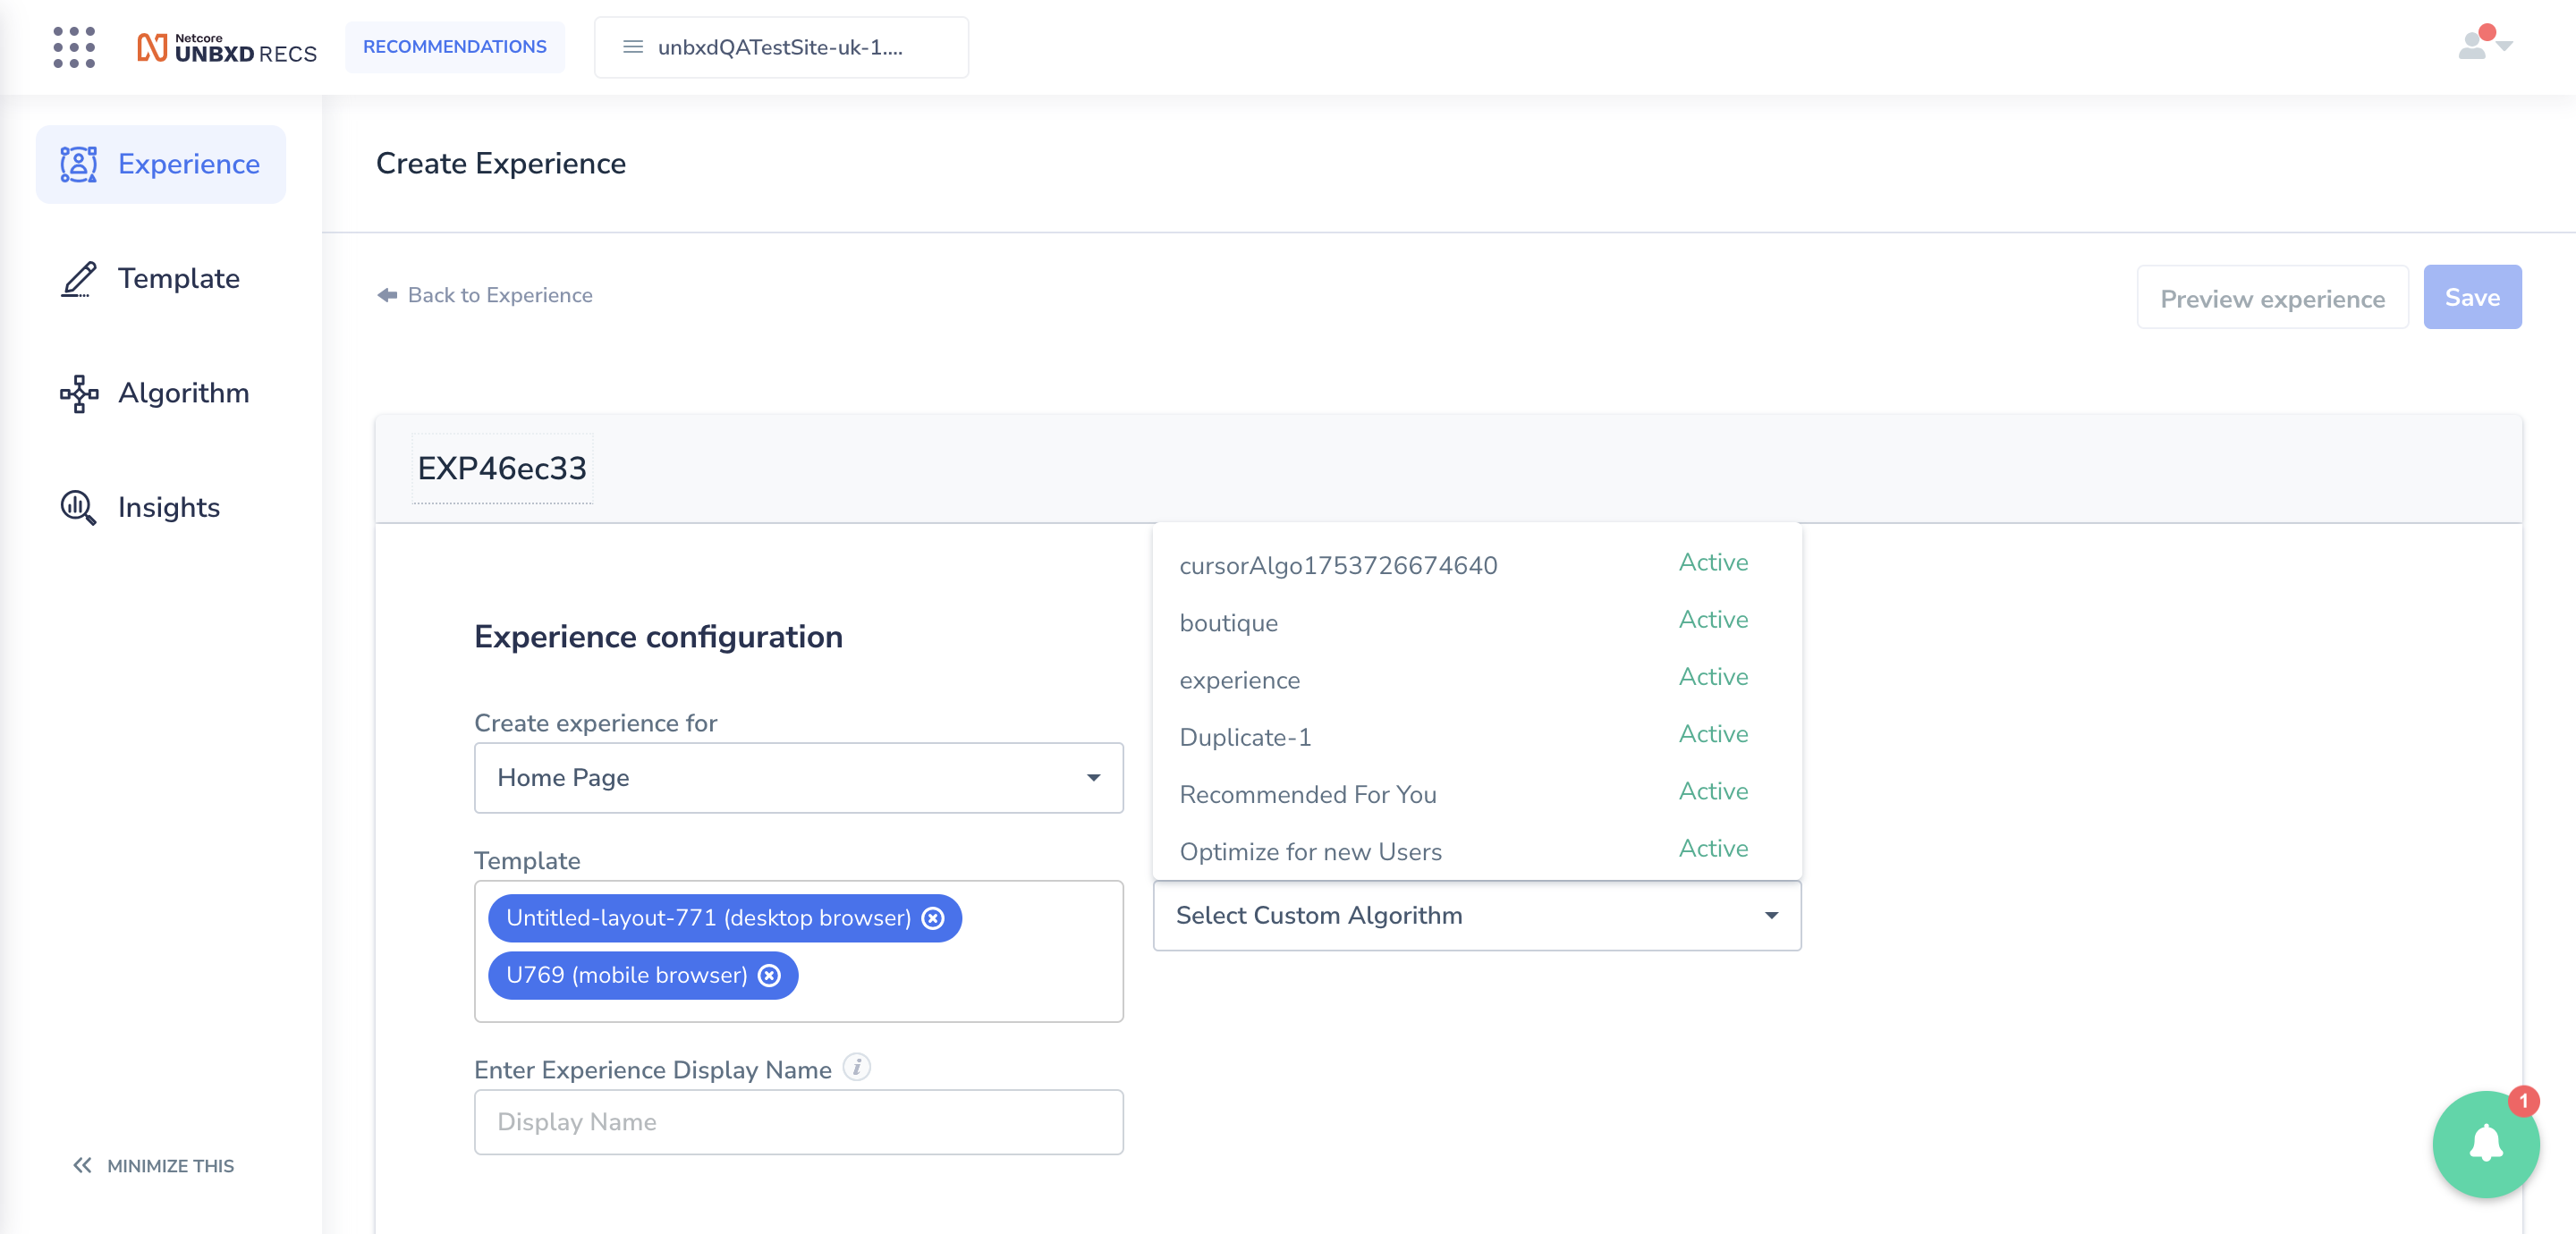 Netcore
UNBXD RECS
RECOMMENDATIONS
unbxdQATestSite-uk-1....
Experience
Template
Algorithm
Insights
MINIMIZE THIS
Create Experience
Back to Experience
Preview experience
Save
EXP46ec33
Experience configuration
Create experience for
Home Page
Template
Untitled-layout-771 (desktop browser)
U769 (mobile browser)
Enter Experience Display Name i
Display Name
cursorAlgo1753726674640 Active
boutique Active
experience Active
Duplicate-1 Active
Recommended For You Active
Optimize for new Users Active
Select Custom Algorithm
1